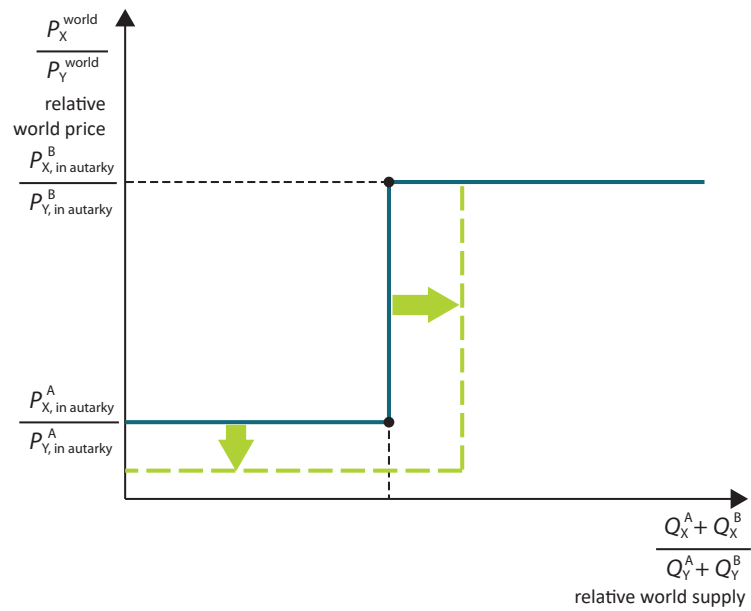 P_X^world
P_Y^world
relative
world price
P_X, in autarky^B
P_Y, in autarky^B
P_X, in autarky^A
P_Y, in autarky^A
Q_X^A + Q_X^B
Q_Y^A + Q_Y^B
relative world supply